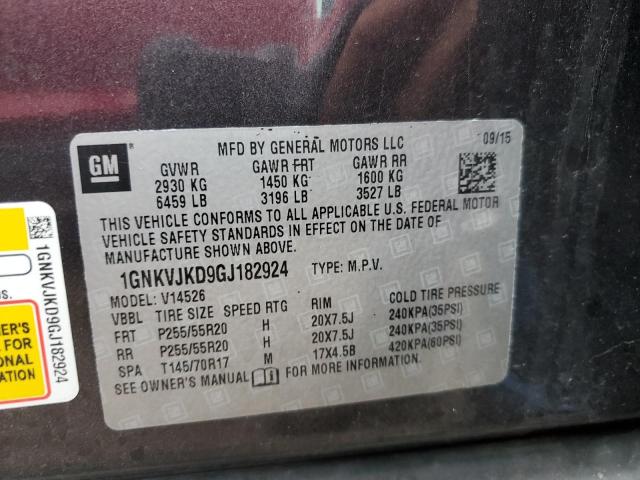 GM
MFD BY GENERAL MOTORS LLC 09/15
GVWR GAWR FRT GAWR RR
2930 KG 1450 KG 1600 KG
6459 LB 3196 LB 3527 LB
THIS VEHICLE CONFORMS TO ALL APPLICABLE U.S. FEDERAL MOTOR
VEHICLE SAFETY STANDARDS IN EFFECT ON THE DATE OF
MANUFACTURE SHOWN ABOVE.
1GNKVJKD9GJ182924 TYPE: M.P.V.
MODEL: V14526
VBBL TIRE SIZE SPEED RTG RIM COLD TIRE PRESSURE
FRT P255/55R20 H 20X7.5J 240KPA(35PSI)
RR P255/55R20 H 20X7.5J 240KPA(35PSI)
SPA T145/70R17 M 17X4.5B 420KPA(60PSI)
SEE OWNER'S MANUAL FOR MORE INFORMATION.
1GNKVJKD9GJ182924
FOR